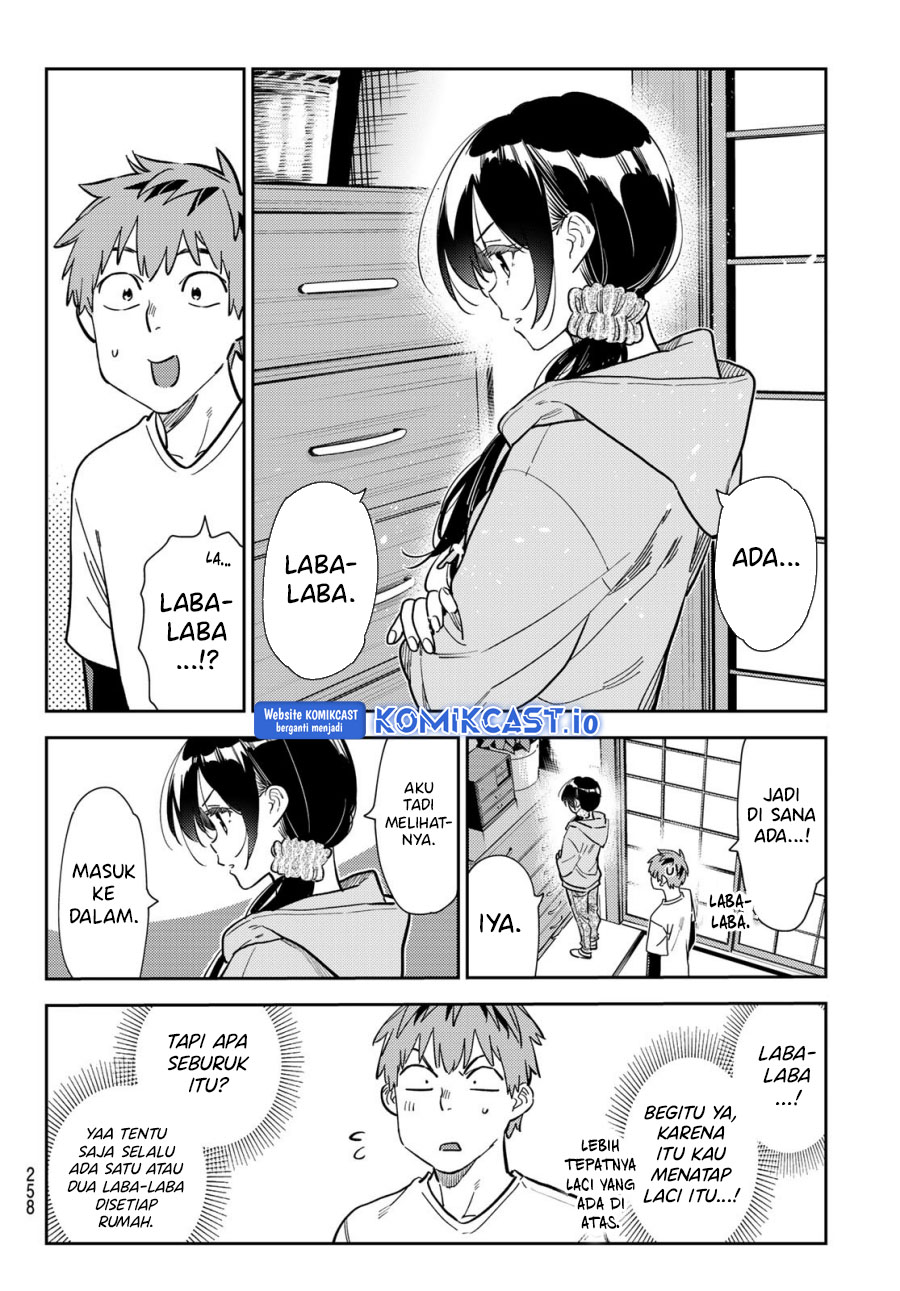 ADA...
LABA-
LABA.
LA...
LABA-
LABA
...!?
Website KOMIKCAST
berganti menjadi
KOMIKCAST.io
JADI
DI SANA
ADA...!
LABA-
LABA.
IYA.
AKU
TADI
MELIHAT-
NYA.
MASUK
KE
DALAM.
LABA-
LABA
...!
BEGITU YA,
KARENA
ITU KAU
MENATAP
LACI ITU...!
LEBIH
TEPATNYA
LACI YANG
ADA DI
ATAS.
TAPI APA
SEBURUK
ITU?
YAA TENTU
SAJA SELALU
ADA SATU ATAU
DUA LABA-LABA
DISETIAP
RUMAH.
258